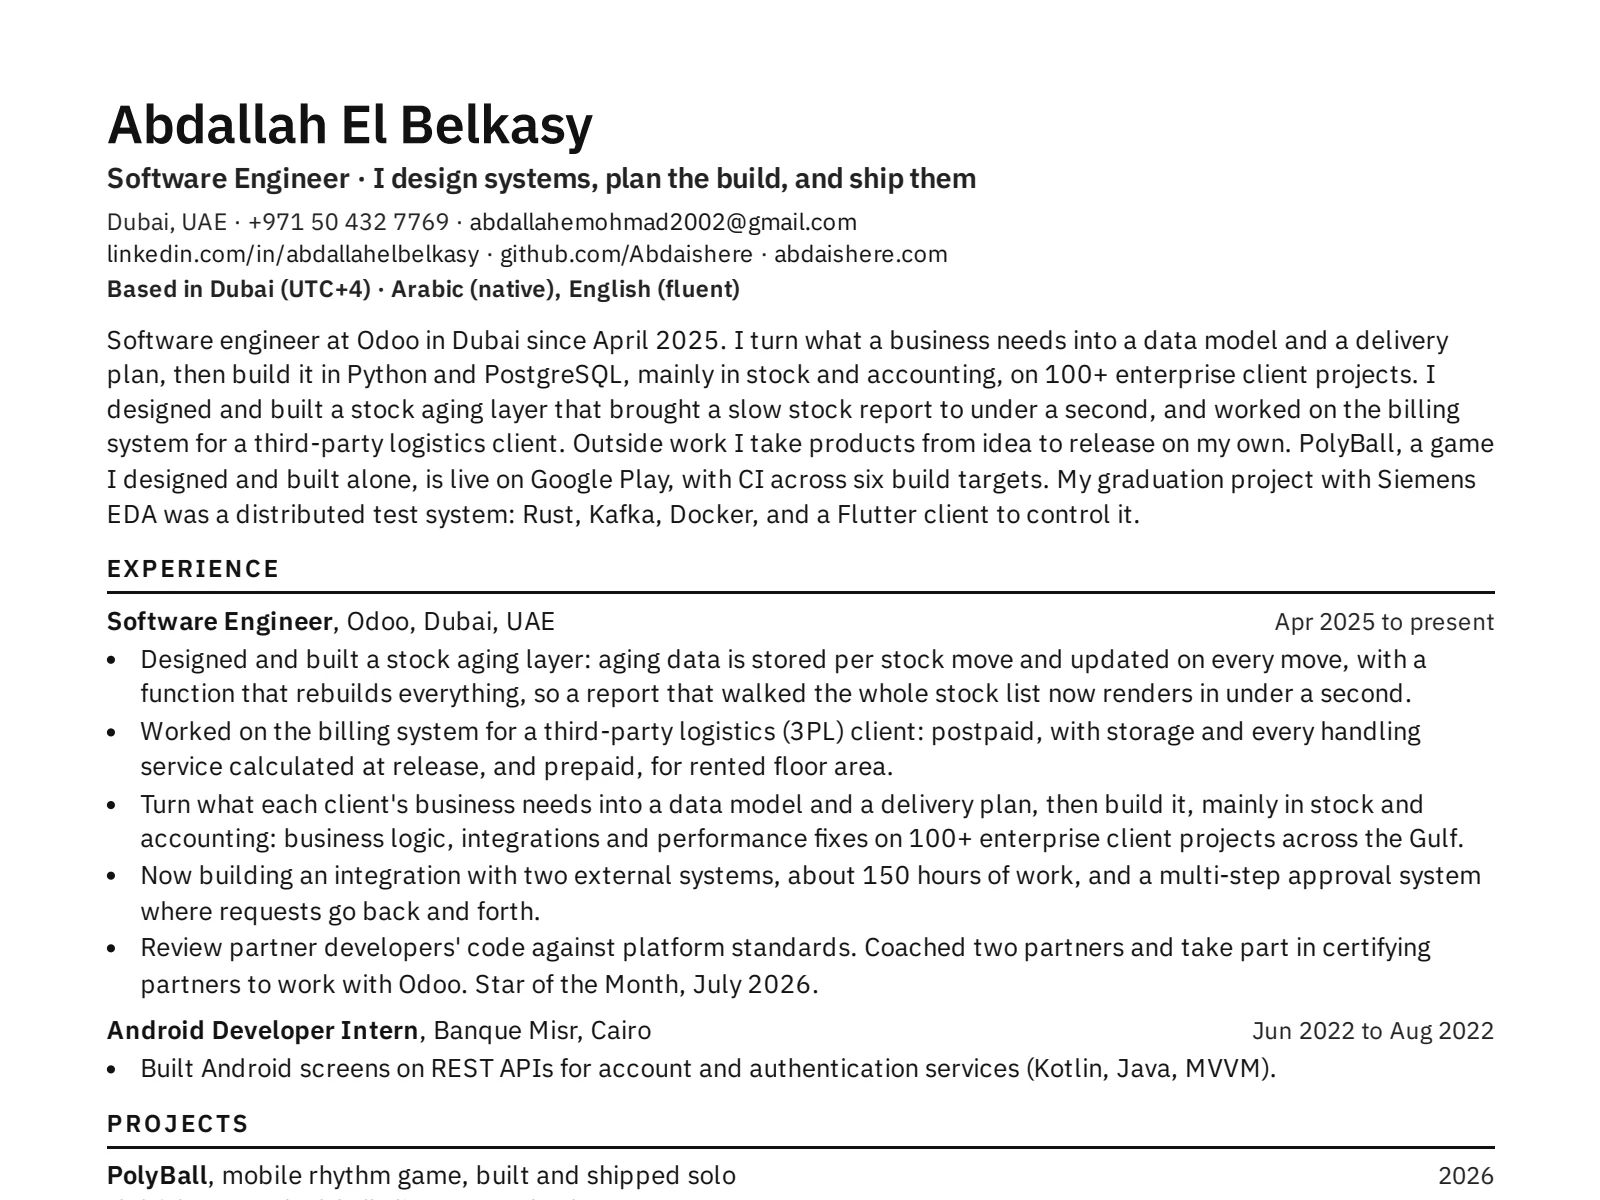 Abdallah El Belkasy
Software Engineer · I design systems, plan the build, and ship them
Dubai, UAE · +971 50 432 7769 · abdallahemohmad2002@gmail.com
linkedin.com/in/abdallahelbelkasy · github.com/Abdaishere · abdaishere.com
Based in Dubai (UTC+4) · Arabic (native), English (fluent)
Software engineer at Odoo in Dubai since April 2025. I turn what a business needs into a data model and a delivery
plan, then build it in Python and PostgreSQL, mainly in stock and accounting, on 100+ enterprise client projects. I
designed and built a stock aging layer that brought a slow stock report to under a second, and worked on the billing
system for a third-party logistics client. Outside work I take products from idea to release on my own. PolyBall, a game
I designed and built alone, is live on Google Play, with CI across six build targets. My graduation project with Siemens
EDA was a distributed test system: Rust, Kafka, Docker, and a Flutter client to control it.
EXPERIENCE
Software Engineer, Odoo, Dubai, UAE Apr 2025 to present
• Designed and built a stock aging layer: aging data is stored per stock move and updated on every move, with a
function that rebuilds everything, so a report that walked the whole stock list now renders in under a second.
• Worked on the billing system for a third-party logistics (3PL) client: postpaid, with storage and every handling
service calculated at release, and prepaid, for rented floor area.
• Turn what each client's business needs into a data model and a delivery plan, then build it, mainly in stock and
accounting: business logic, integrations and performance fixes on 100+ enterprise client projects across the Gulf.
• Now building an integration with two external systems, about 150 hours of work, and a multi-step approval system
where requests go back and forth.
• Review partner developers' code against platform standards. Coached two partners and take part in certifying
partners to work with Odoo. Star of the Month, July 2026.
Android Developer Intern, Banque Misr, Cairo Jun 2022 to Aug 2022
• Built Android screens on REST APIs for account and authentication services (Kotlin, Java, MVVM).
PROJECTS
PolyBall, mobile rhythm game, built and shipped solo 2026